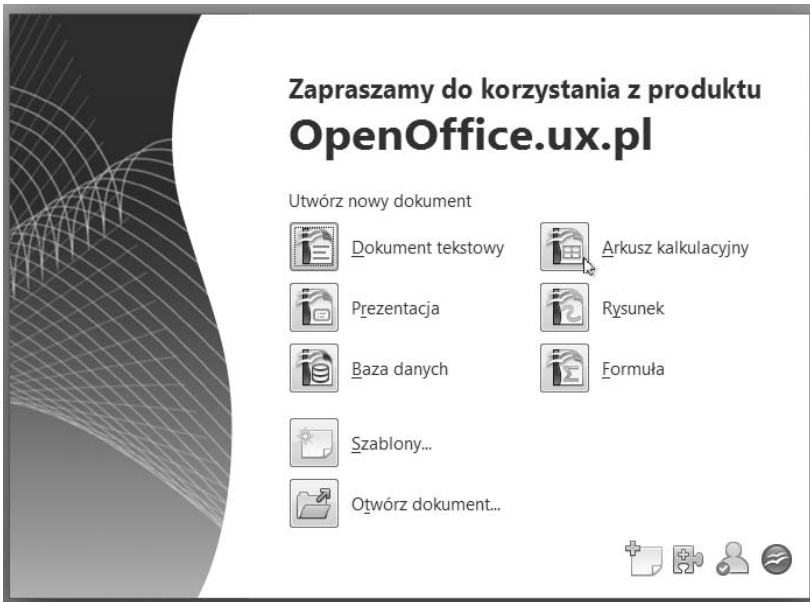 Zapraszamy do korzystania z produktu
OpenOffice.ux.pl
Utwórz nowy dokument
Dokument tekstowy
Arkusz kalkulacyjny
Prezentacja
Rysunek
Baza danych
Formuła
Szablony...
Otwórz dokument...